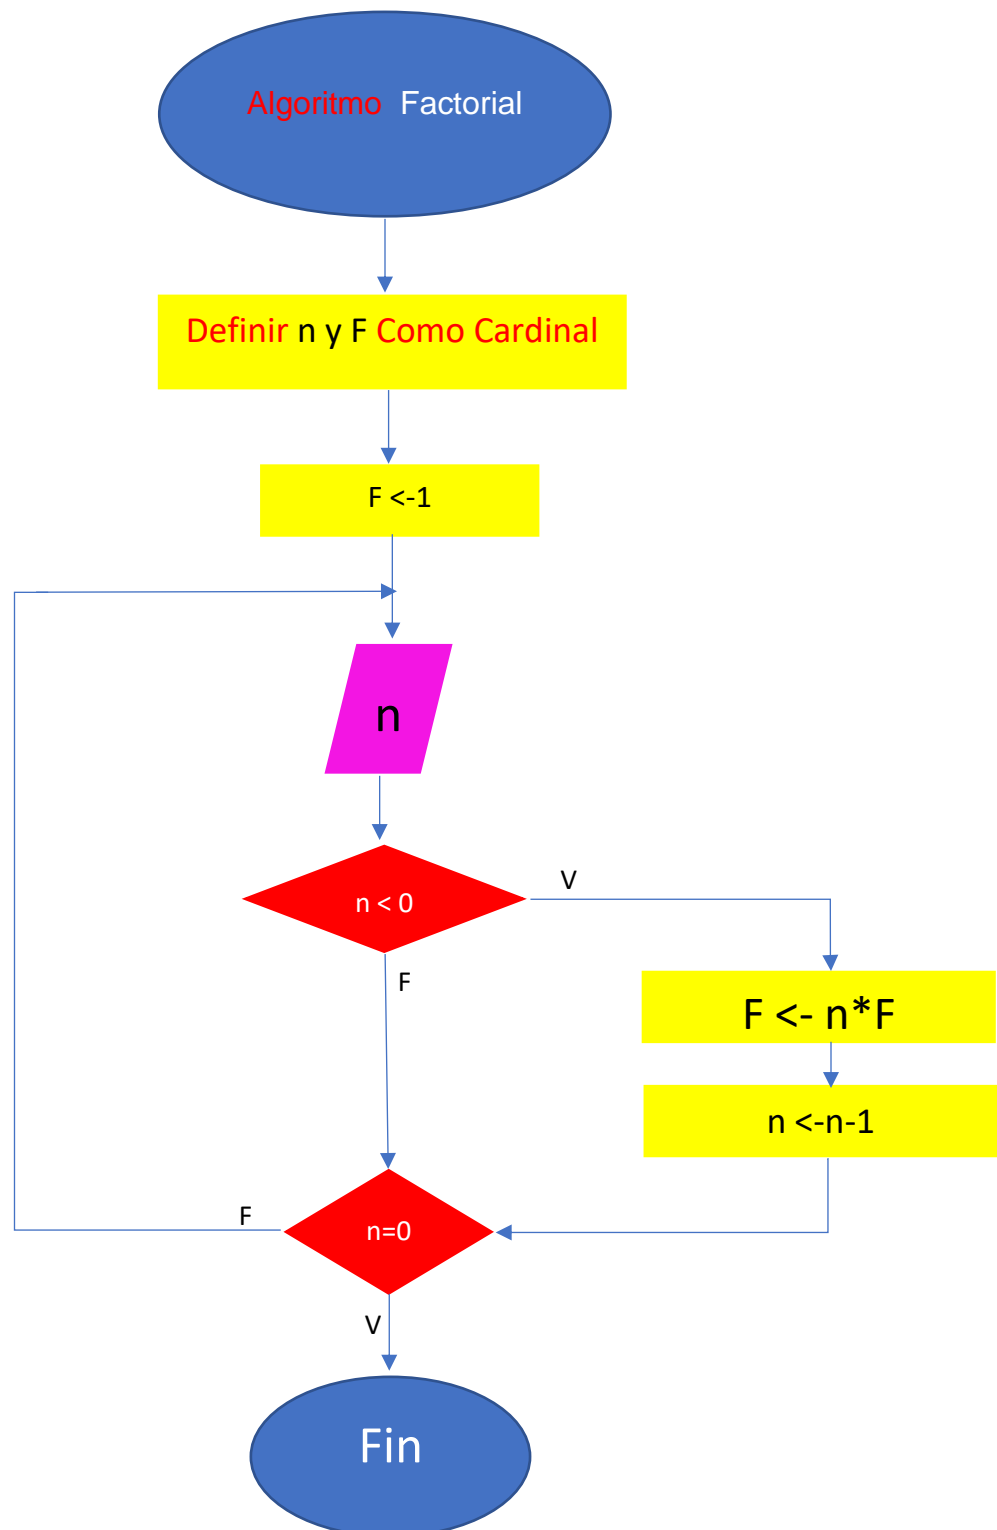 Algoritmo Factorial
Definir n y F Como Cardinal
F <-1
n
n < 0
V
F
F <- n*F
n <-n-1
F
n=0
V
Fin